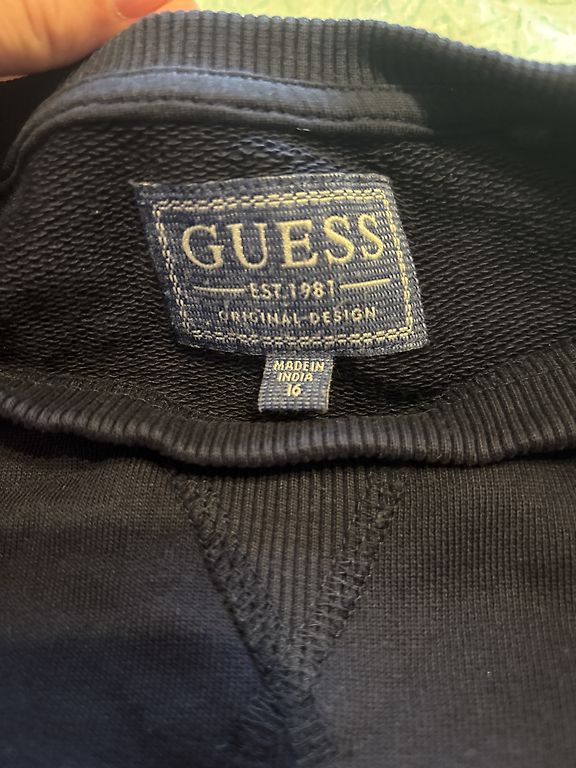 GUESS
EST.1981
ORIGINAL DESIGN
MADE IN
INDIA
16